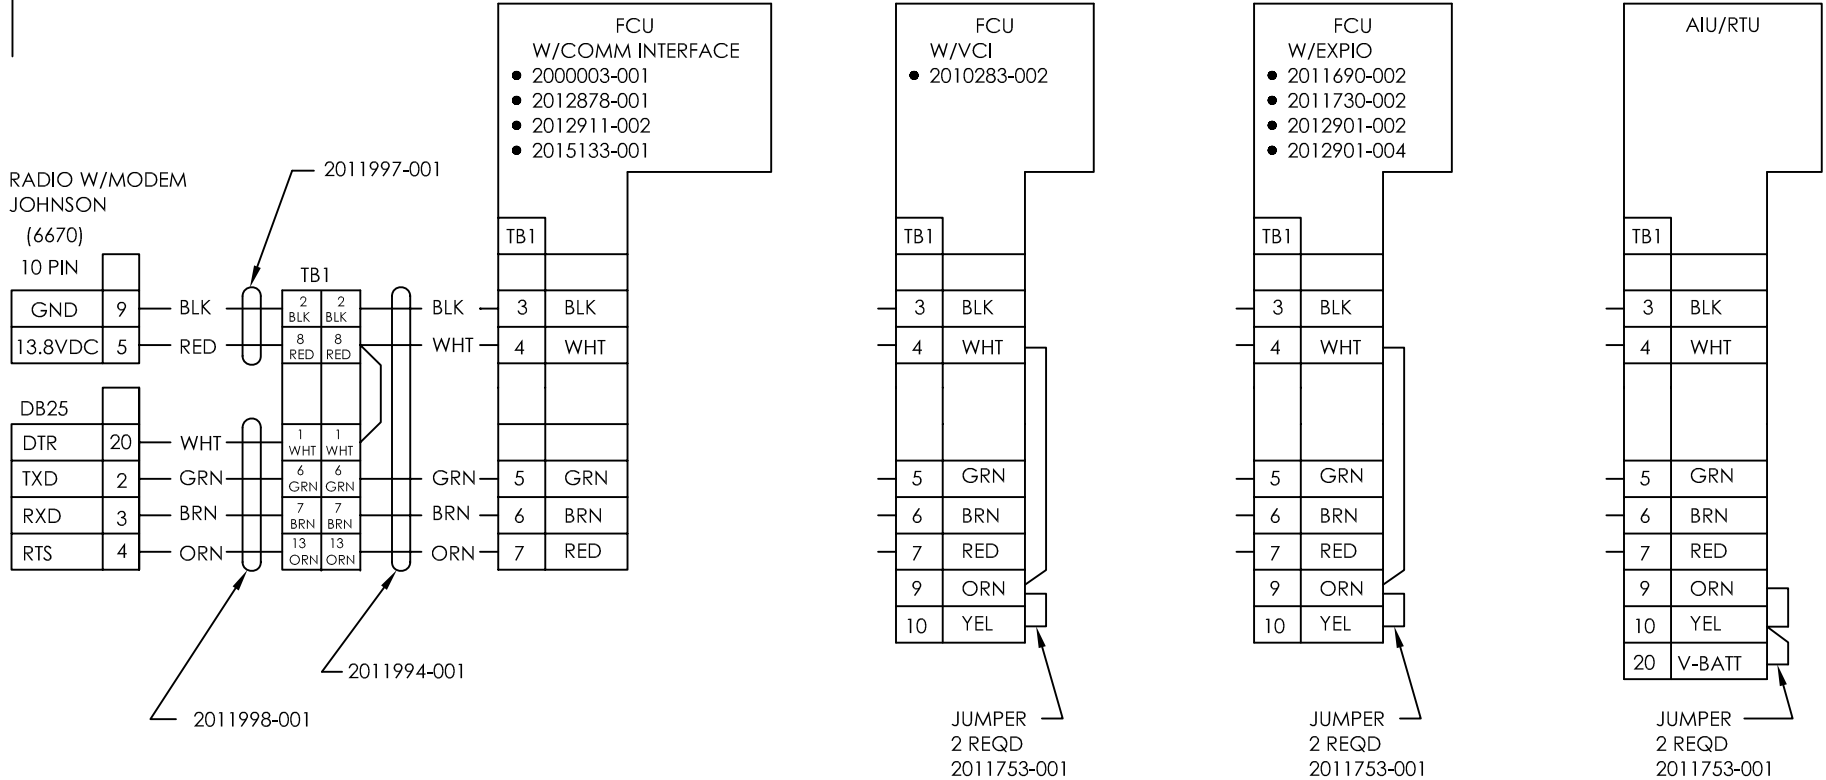 RADIO W/MODEM
JOHNSON
(6670)
10 PIN
GND 9 BLK
13.8VDC 5 RED
DB25
DTR 20 WHT
TXD 2 GRN
RXD 3 BRN
RTS 4 ORN
2011997-001
2011998-001
TB1
2 2
BLK BLK
8 8
RED RED
1 1
WHT WHT
6 6
GRN GRN
7 7
BRN BRN
13 13
ORN ORN
2011994-001
BLK
WHT
GRN
BRN
ORN
FCU
W/COMM INTERFACE
• 2000003-001
• 2012878-001
• 2012911-002
• 2015133-001
TB1
3 BLK
4 WHT
5 GRN
6 BRN
7 RED
FCU
W/VCI
• 2010283-002
TB1
3 BLK
4 WHT
5 GRN
6 BRN
7 RED
9 ORN
10 YEL
JUMPER
2 REQD
2011753-001
FCU
W/EXPIO
• 2011690-002
• 2011730-002
• 2012901-002
• 2012901-004
TB1
3 BLK
4 WHT
5 GRN
6 BRN
7 RED
9 ORN
10 YEL
JUMPER
2 REQD
2011753-001
AIU/RTU
TB1
3 BLK
4 WHT
5 GRN
6 BRN
7 RED
9 ORN
10 YEL
20 V-BATT
JUMPER
2 REQD
2011753-001